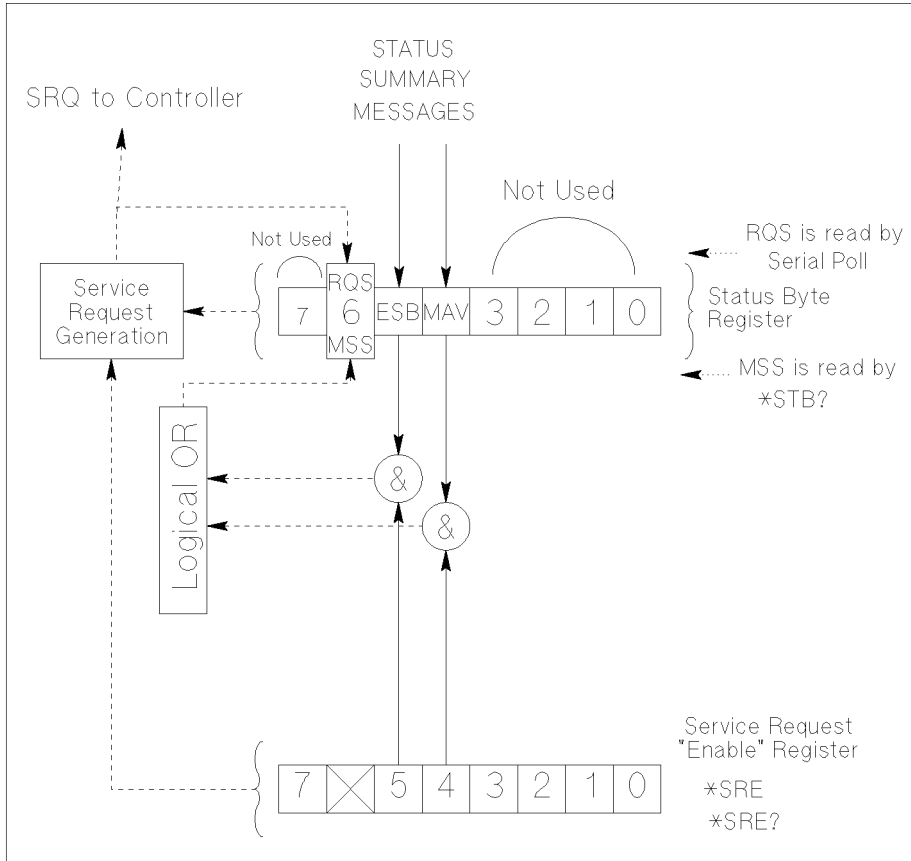 STATUS
SUMMARY
MESSAGES
SRQ to Controller
Not Used
Not Used
RQS is read by
Serial Poll
Service
Request
Generation
7
RQS
6
MSS
ESB
MAV
3
2
1
0
Status Byte
Register
MSS is read by
*STB?
Logical OR
&
&
Service Request
"Enable" Register
7
5
4
3
2
1
0
*SRE
*SRE?